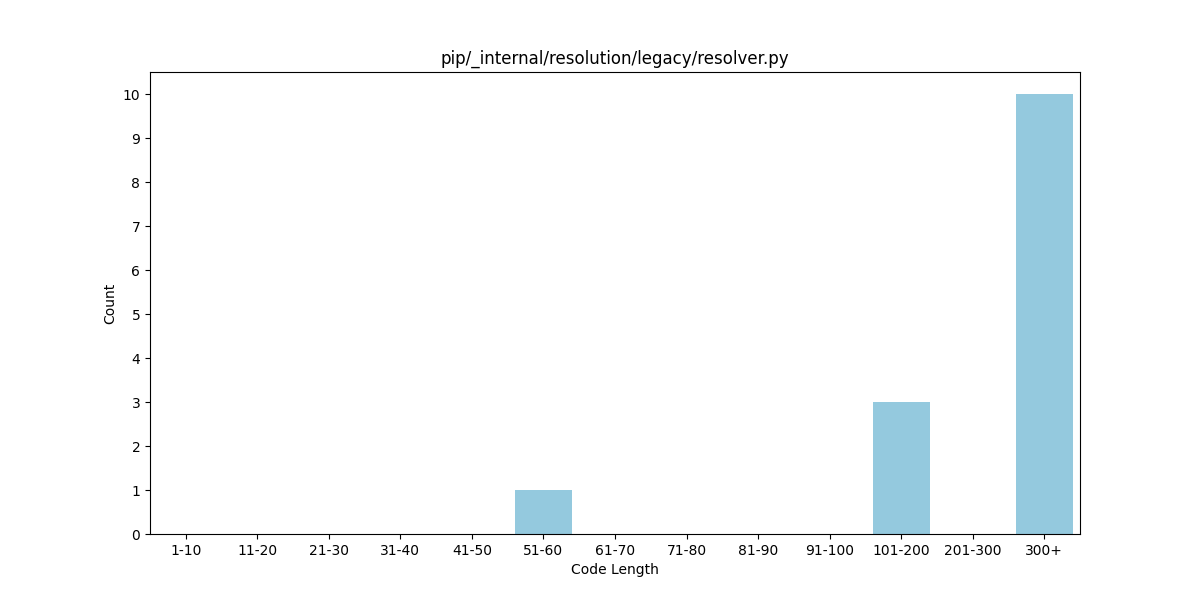 pip/_internal/resolution/legacy/resolver.py
10
9
8
7
6
5
4
3
2
1
0
Count
1-10 11-20 21-30 31-40 41-50 51-60 61-70 71-80 81-90 91-100 101-200 201-300 300+
Code Length